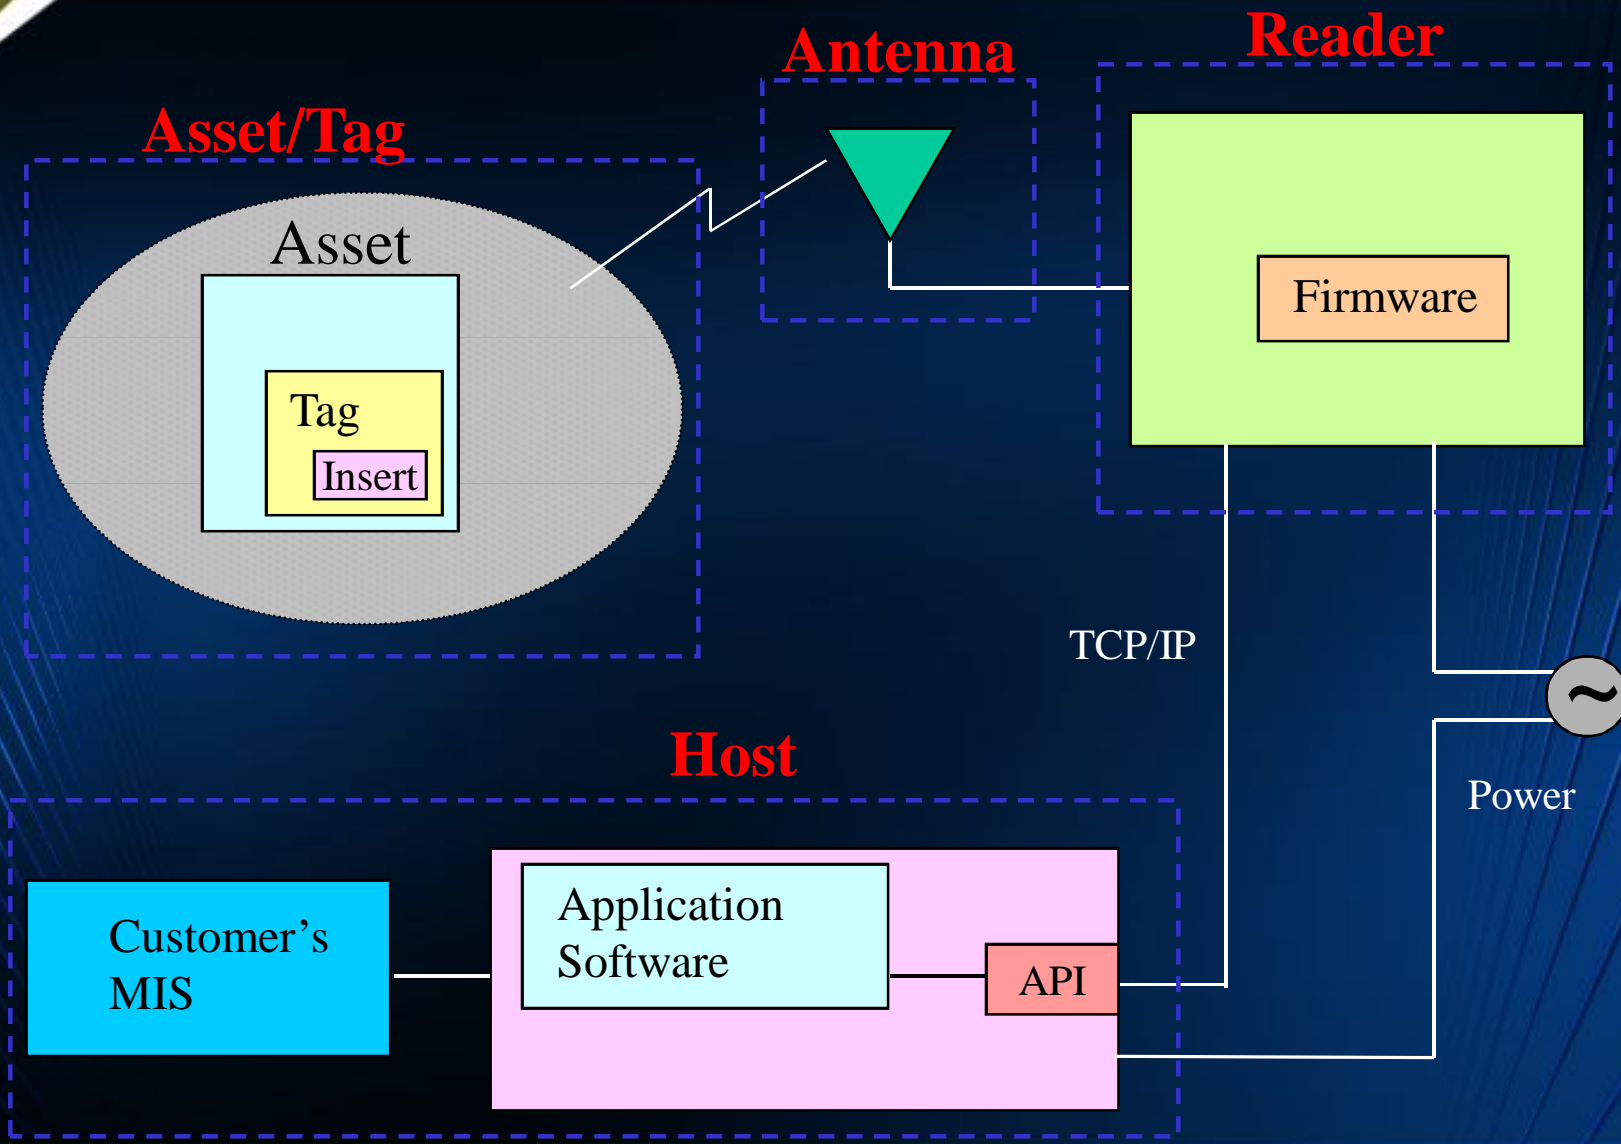 Antenna
Reader
Asset/Tag
Asset
Tag
Insert
Firmware
TCP/IP
~
Power
Host
Customer’s
MIS
Application
Software
API